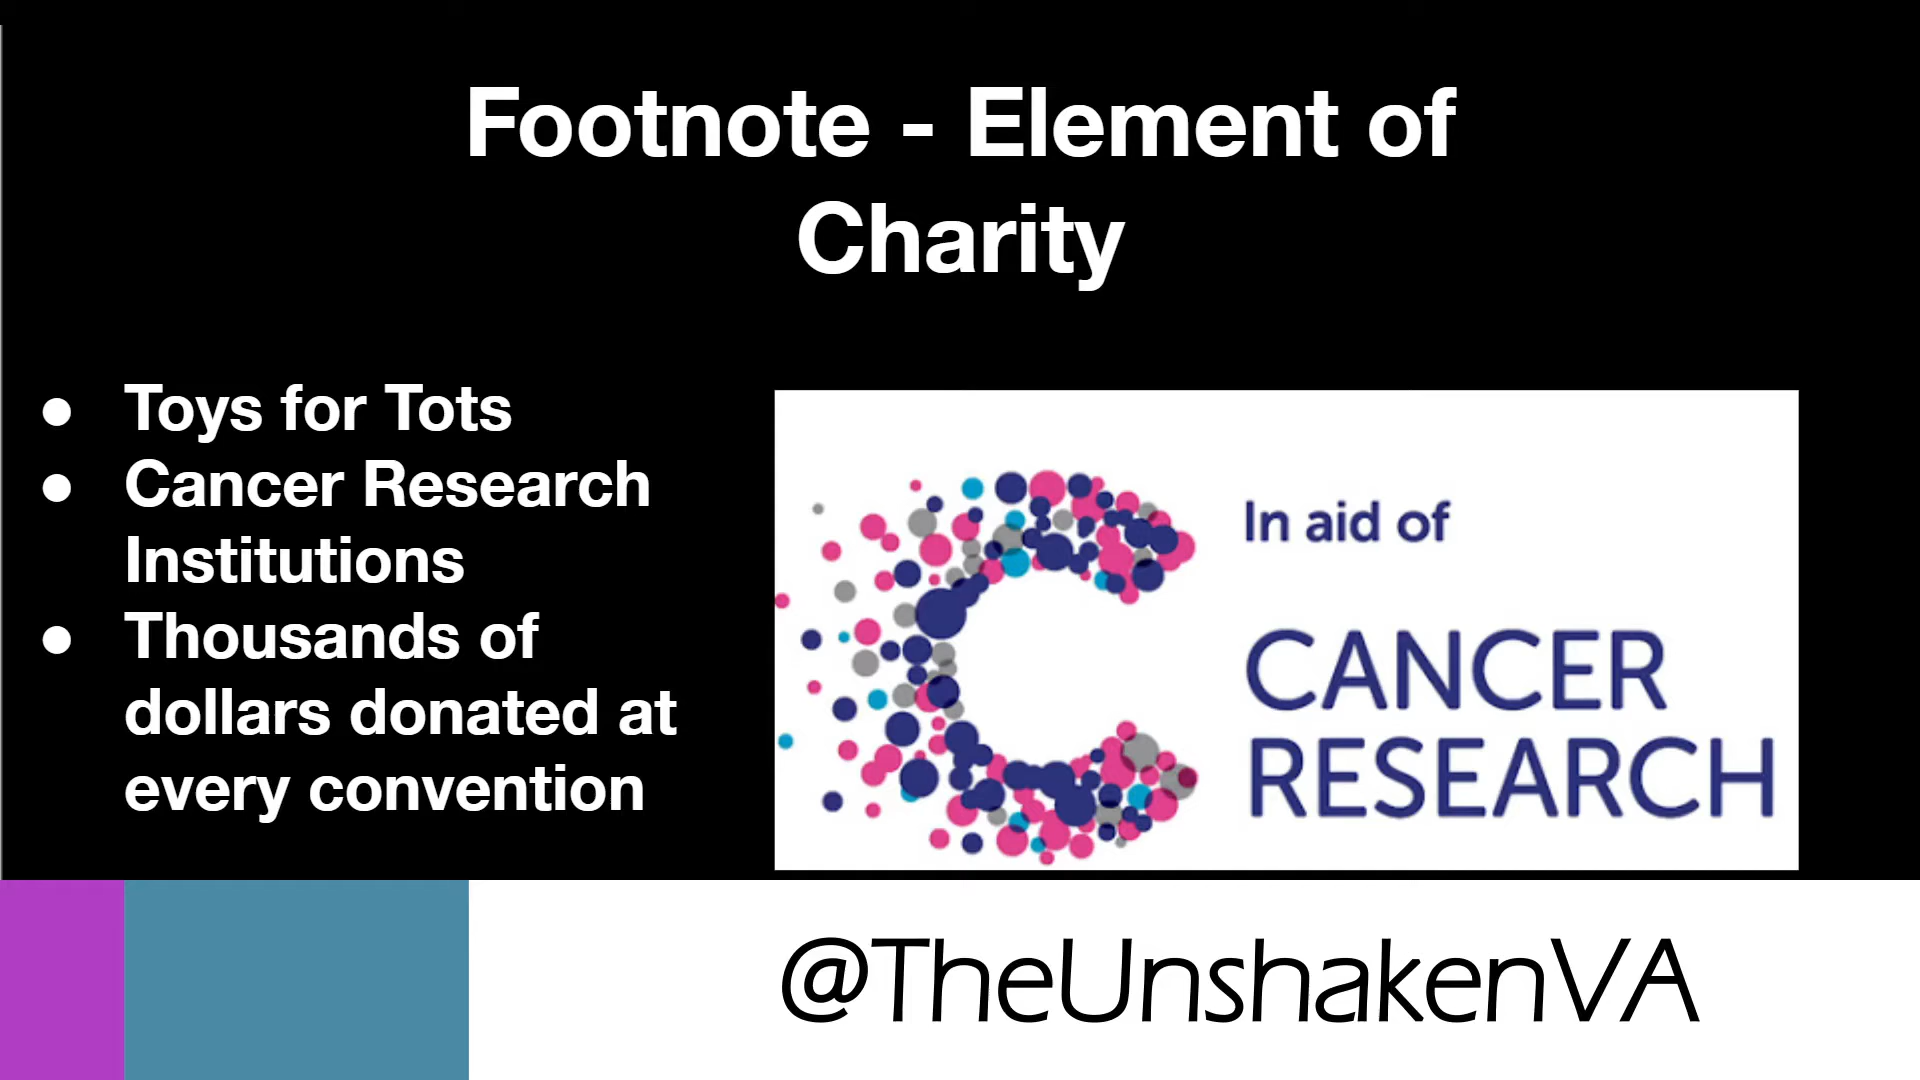 Footnote - Element of
Charity
● Toys for Tots
● Cancer Research
Institutions
● Thousands of
dollars donated at
every convention
In aid of
CANCER
RESEARCH
@TheUnshakenVA